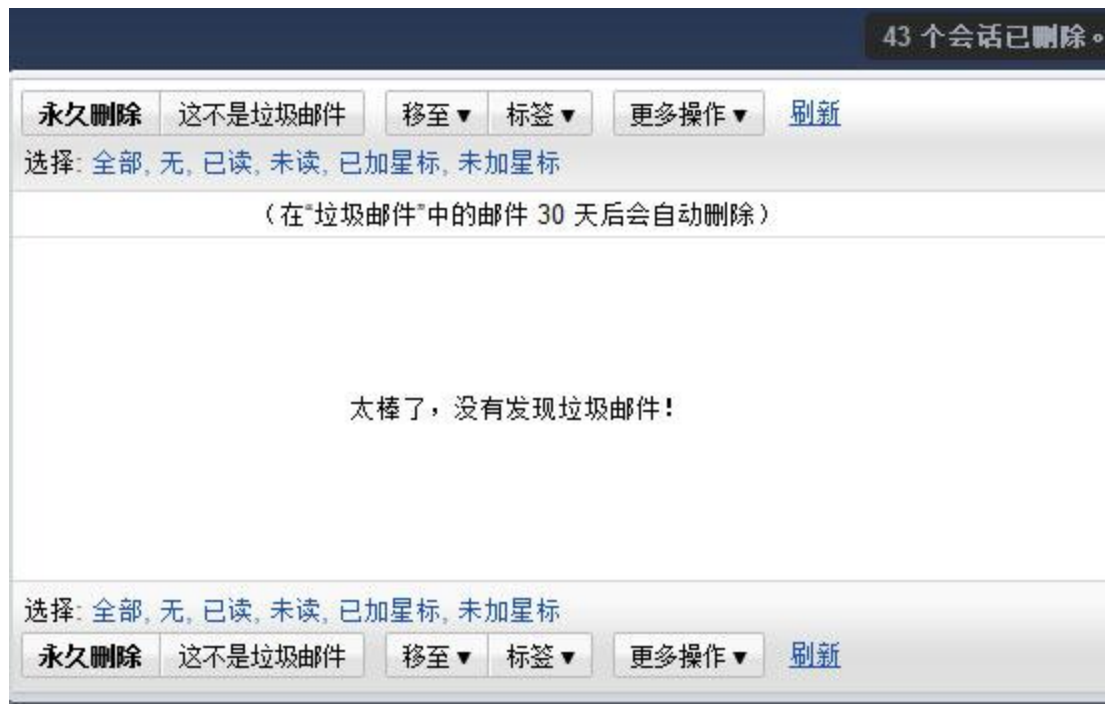 43 个会话已删除。
永久删除 这不是垃圾邮件 移至▼ 标签▼ 更多操作▼ 刷新
选择: 全部, 无, 已读, 未读, 已加星标, 未加星标
（在“垃圾邮件”中的邮件 30 天后会自动删除）
太棒了，没有发现垃圾邮件！
选择: 全部, 无, 已读, 未读, 已加星标, 未加星标
永久删除 这不是垃圾邮件 移至▼ 标签▼ 更多操作▼ 刷新